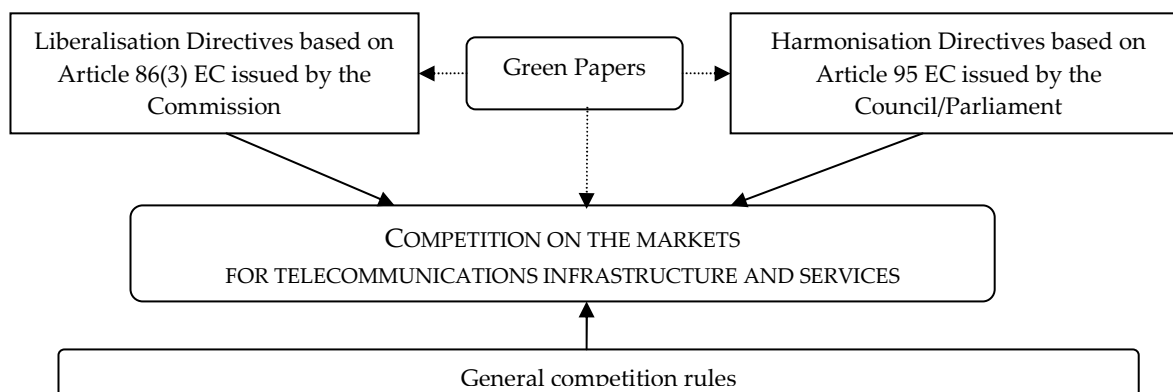 Liberalisation Directives based on
Article 86(3) EC issued by the
Commission
Green Papers
Harmonisation Directives based on
Article 95 EC issued by the
Council/Parliament
COMPETITION ON THE MARKETS
FOR TELECOMMUNICATIONS INFRASTRUCTURE AND SERVICES
General competition rules